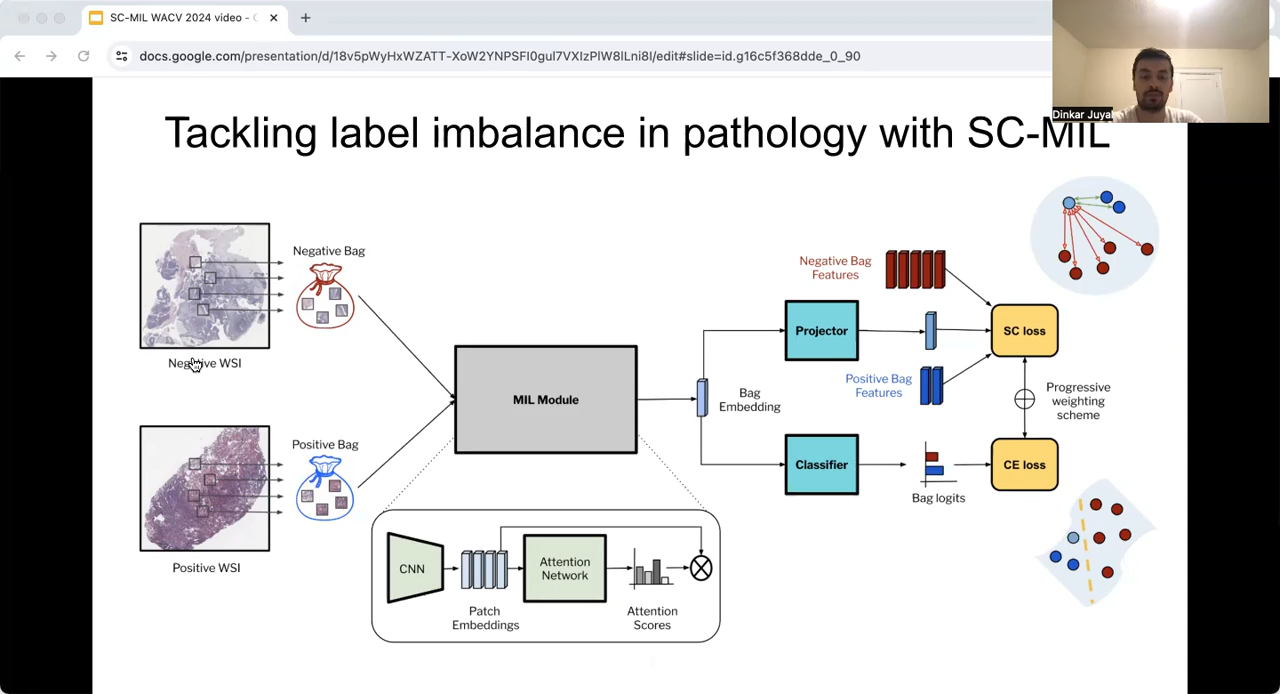 SC-MIL WACV 2024 video - 
docs.google.com/presentation/d/18v5pWyHxWZATT-XoW2YNPSFI0gul7VXIzPlW8lLni8I/edit#slide=id.g16c5f368dde_0_90
Dinkar Juyal
Tackling label imbalance in pathology with SC-MIL
Negative Bag
Negative WSI
Positive Bag
Positive WSI
MIL Module
CNN
Patch
Embeddings
Attention
Network
Attention
Scores
Bag
Embedding
Negative Bag
Features
Projector
Positive Bag
Features
SC loss
Progressive
weighting
scheme
Classifier
Bag logits
CE loss